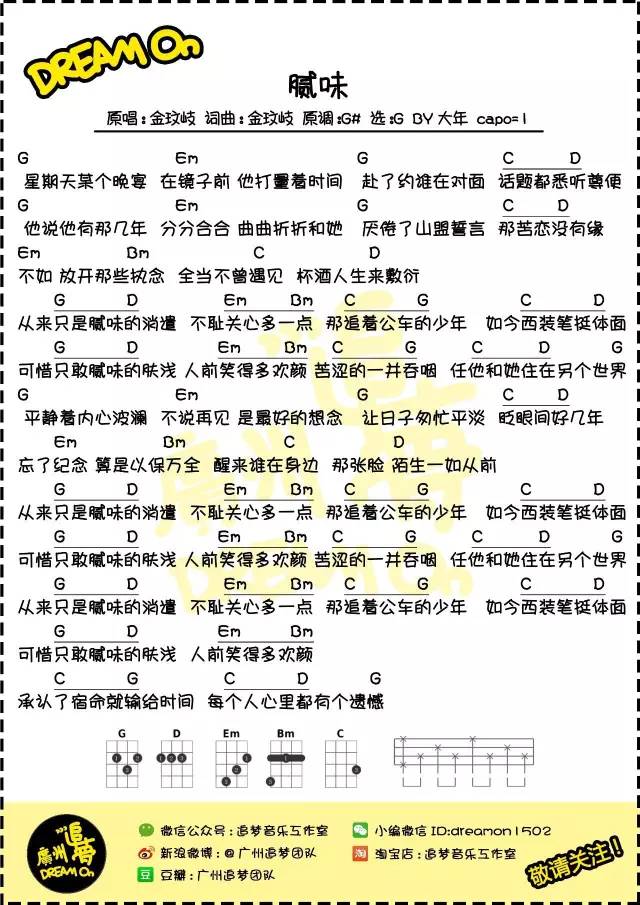 DREAM On
腻味
原唱:金玟岐 词曲:金玟岐 原调:G# 选:G BY大年 capo=1
G Em G C D
星期天某个晚宴 在镜子前 他打量着时间 赴了约谁在对面 话题都悉听尊便
G Em G C D
他说他有那几年 分分合合 曲曲折折和她 厌倦了山盟誓言 那苦恋没有缘
Em Bm C D
不如 放开那些执念 全当不曾遇见 杯酒人生来敷衍
G D Em Bm C G C D
从来只是腻味的消遣 不耻关心多一点 那追着公车的少年 如今西装笔挺体面
G D Em Bm C G C D G
可惜只敢腻味的肤浅 人前笑得多欢颜 苦涩的一并吞咽 任他和她住在另个世界
G Em G C D
平静着内心波澜 不说再见 是最好的想念 让日子匆忙平淡 眨眼间好几年
Em Bm C D
忘了纪念 算是以保万全 醒来谁在身边 那张脸 陌生一如从前
G D Em Bm C G C D
从来只是腻味的消遣 不耻关心多一点 那追着公车的少年 如今西装笔挺体面
G D Em Bm C G C D G
可惜只敢腻味的肤浅 人前笑得多欢颜 苦涩的一并吞咽 任他和她住在另个世界
G D Em Bm C G C D
从来只是腻味的消遣 不耻关心多一点 那追着公车的少年 如今西装笔挺体面
G D Em Bm
可惜只敢腻味的肤浅 人前笑得多欢颜
C G C D G
承认了宿命就输给时间 每个人心里都有个遗憾
G D Em Bm C
微信公众号:追梦音乐工作室 小编微信ID:dreamon1502
新浪微博:@广州追梦团队 淘 淘宝店:追梦音乐工作室
豆 豆瓣:广州追梦团队
廣州追夢
DREAM On
敬请关注!